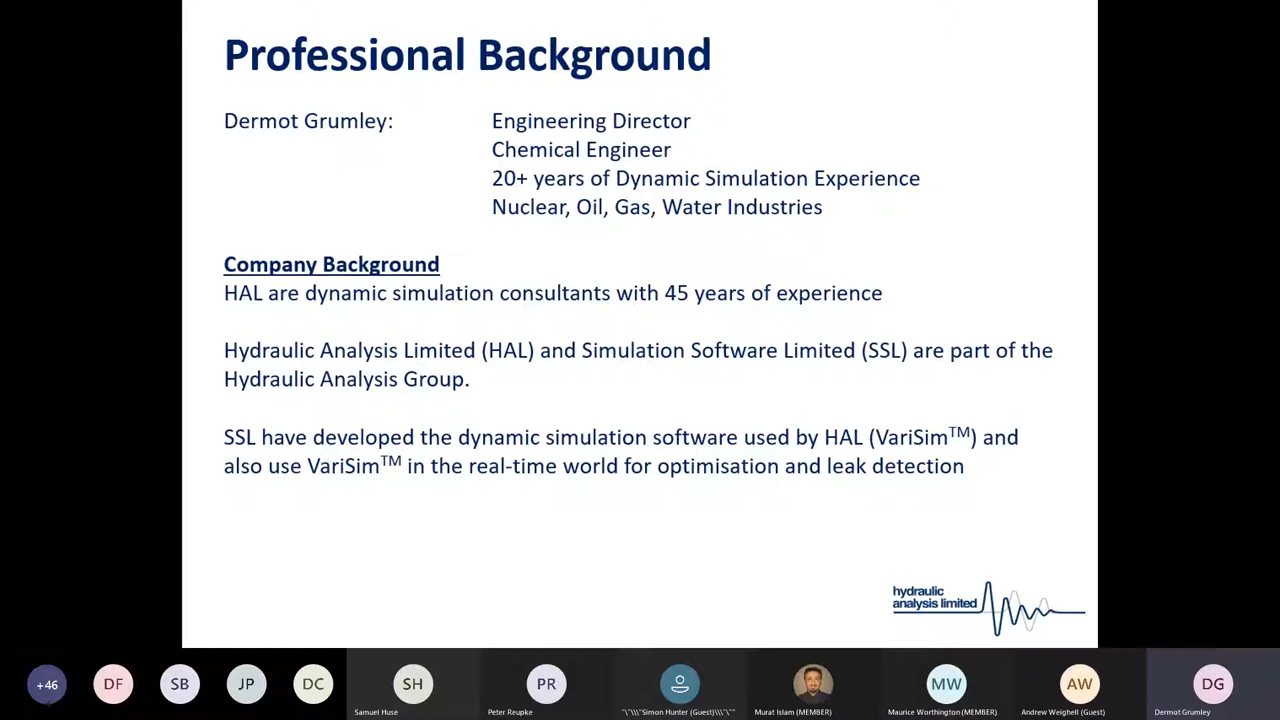 Professional Background
Dermot Grumley: Engineering Director
Chemical Engineer
20+ years of Dynamic Simulation Experience
Nuclear, Oil, Gas, Water Industries
Company Background
HAL are dynamic simulation consultants with 45 years of experience
Hydraulic Analysis Limited (HAL) and Simulation Software Limited (SSL) are part of the
Hydraulic Analysis Group.
SSL have developed the dynamic simulation software used by HAL (VariSim™) and
also use VariSim™ in the real-time world for optimisation and leak detection
hydraulic
analysis limited
+46 DF SB JP DC SH PR MW AW DG
Samuel Huse Peter Reupke "\"\\\"Simon Hunter (Guest)\\\"\"" Murat Islam (MEMBER) Maurice Worthington (MEMBER) Andrew Weighell (Guest) Dermot Grumley